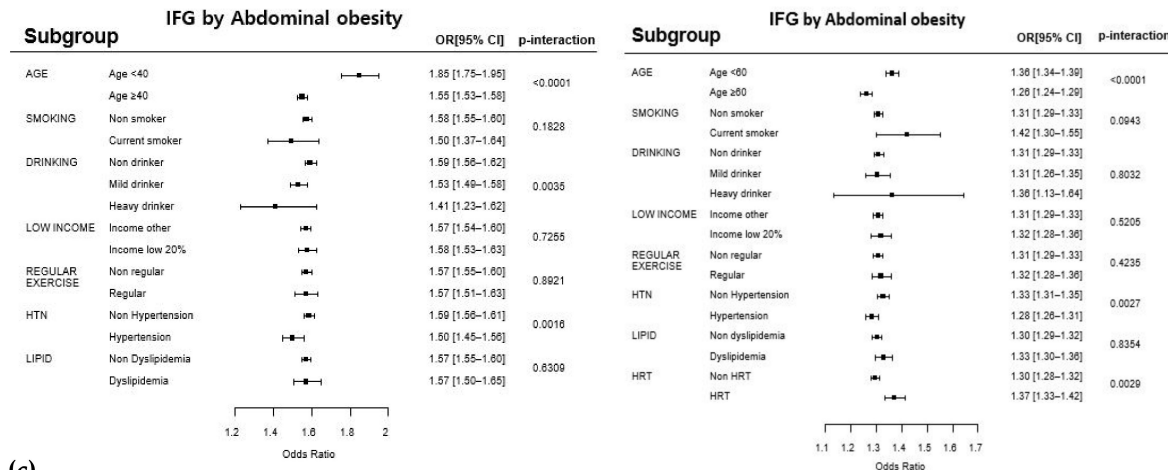 IFG by Abdominal obesity
Subgroup OR[95% CI] p-interaction
AGE Age <40 1.85 [1.75–1.95]
<0.0001
Age ≥40 1.55 [1.53–1.58]
SMOKING Non smoker 1.58 [1.55–1.60]
0.1828
Current smoker 1.50 [1.37–1.64]
DRINKING Non drinker 1.59 [1.56–1.62]
Mild drinker 1.53 [1.49–1.58] 0.0035
Heavy drinker 1.41 [1.23–1.62]
LOW INCOME Income other 1.57 [1.54–1.60]
0.7255
Income low 20% 1.58 [1.53–1.63]
REGULAR EXERCISE Non regular 1.57 [1.55–1.60]
0.8921
Regular 1.57 [1.51–1.63]
HTN Non Hypertension 1.59 [1.56–1.61]
0.0016
Hypertension 1.50 [1.45–1.56]
LIPID Non Dyslipidemia 1.57 [1.55–1.60]
0.6309
Dyslipidemia 1.57 [1.50–1.65]
1.2 1.4 1.6 1.8 2
Odds Ratio
(c)
IFG by Abdominal obesity
Subgroup OR[95% CI] p-interaction
AGE Age <60 1.36 [1.34–1.39]
<0.0001
Age ≥60 1.26 [1.24–1.29]
SMOKING Non smoker 1.31 [1.29–1.33]
0.0943
Current smoker 1.42 [1.30–1.55]
DRINKING Non drinker 1.31 [1.29–1.33]
Mild drinker 1.31 [1.26–1.35] 0.8032
Heavy drinker 1.36 [1.13–1.64]
LOW INCOME Income other 1.31 [1.29–1.33]
0.5205
Income low 20% 1.32 [1.28–1.36]
REGULAR EXERCISE Non regular 1.31 [1.29–1.33]
0.4235
Regular 1.32 [1.28–1.36]
HTN Non Hypertension 1.33 [1.31–1.35]
0.0027
Hypertension 1.28 [1.26–1.31]
LIPID Non dyslipidemia 1.30 [1.29–1.32]
0.8354
Dyslipidemia 1.33 [1.30–1.36]
HRT Non HRT 1.30 [1.28–1.32]
0.0029
HRT 1.37 [1.33–1.42]
1.1 1.2 1.3 1.4 1.5 1.6 1.7
Odds Ratio